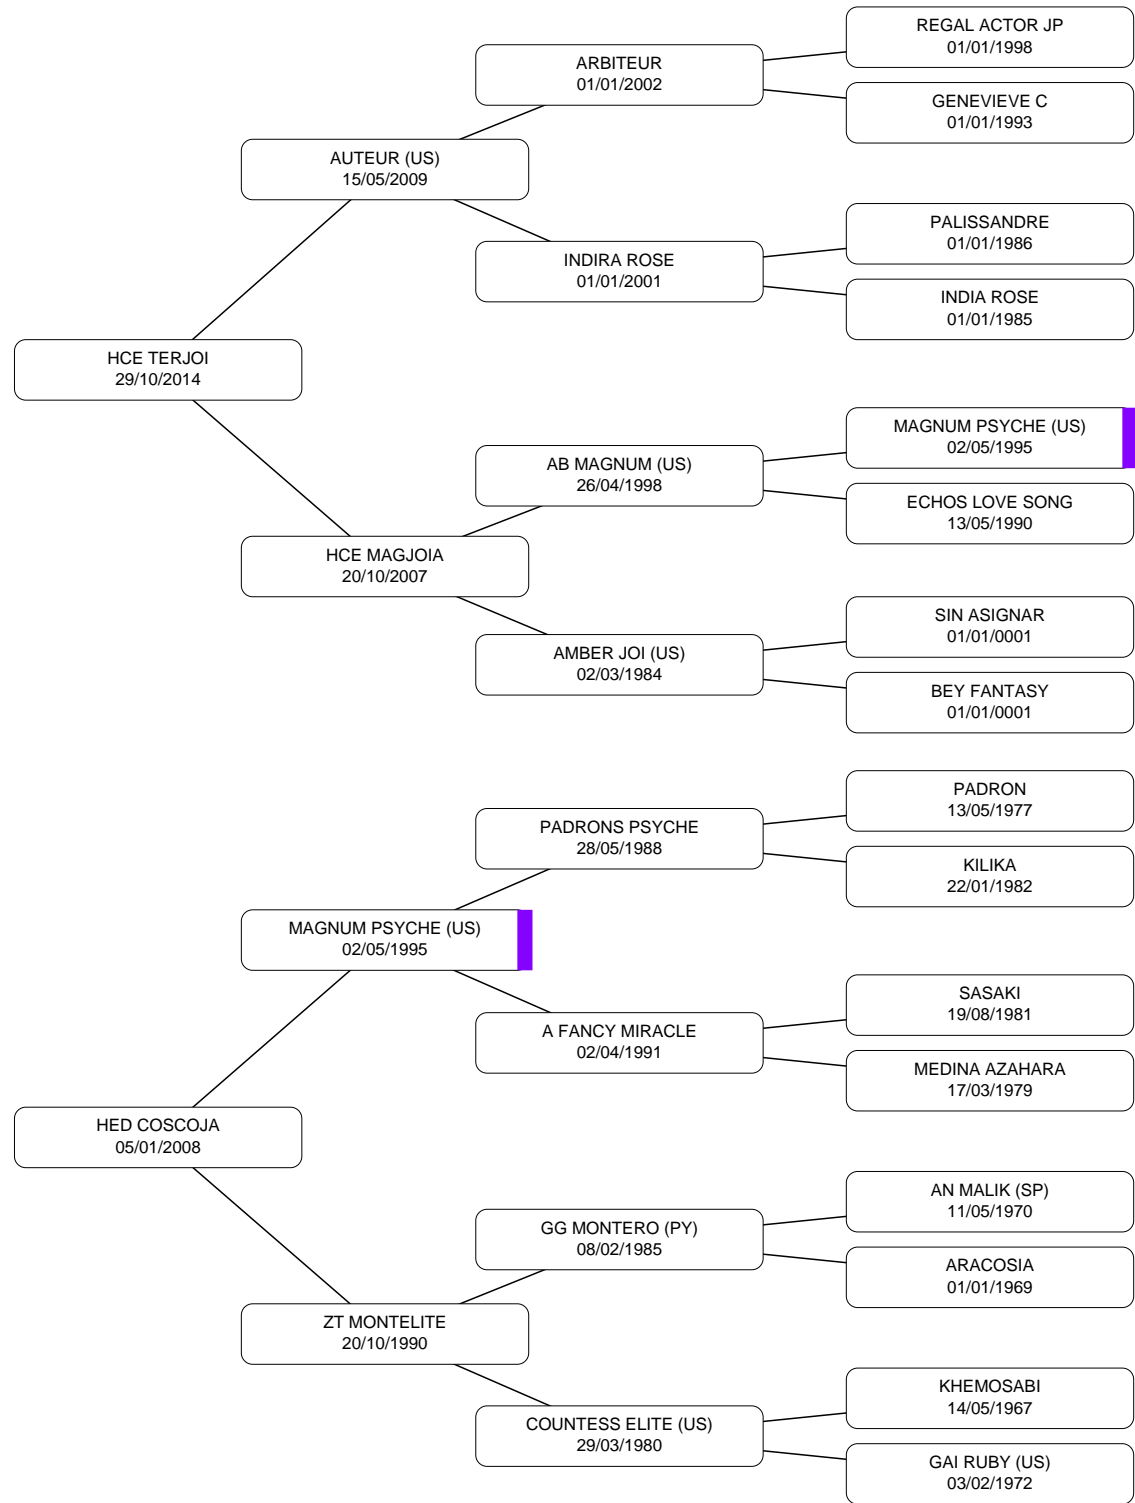 REGAL ACTOR JP
01/01/1998
ARBITEUR
01/01/2002
GENEVIEVE C
01/01/1993
AUTEUR (US)
15/05/2009
PALISSANDRE
01/01/1986
INDIRA ROSE
01/01/2001
INDIA ROSE
01/01/1985
HCE TERJOI
29/10/2014
MAGNUM PSYCHE (US)
02/05/1995
AB MAGNUM (US)
26/04/1998
ECHOS LOVE SONG
13/05/1990
HCE MAGJOIA
20/10/2007
SIN ASIGNAR
01/01/0001
AMBER JOI (US)
02/03/1984
BEY FANTASY
01/01/0001
PADRON
13/05/1977
PADRONS PSYCHE
28/05/1988
KILIKA
22/01/1982
MAGNUM PSYCHE (US)
02/05/1995
SASAKI
19/08/1981
A FANCY MIRACLE
02/04/1991
MEDINA AZAHARA
17/03/1979
HED COSCOJA
05/01/2008
AN MALIK (SP)
11/05/1970
GG MONTERO (PY)
08/02/1985
ARACOSIA
01/01/1969
ZT MONTELITE
20/10/1990
KHEMOSABI
14/05/1967
COUNTESS ELITE (US)
29/03/1980
GAI RUBY (US)
03/02/1972